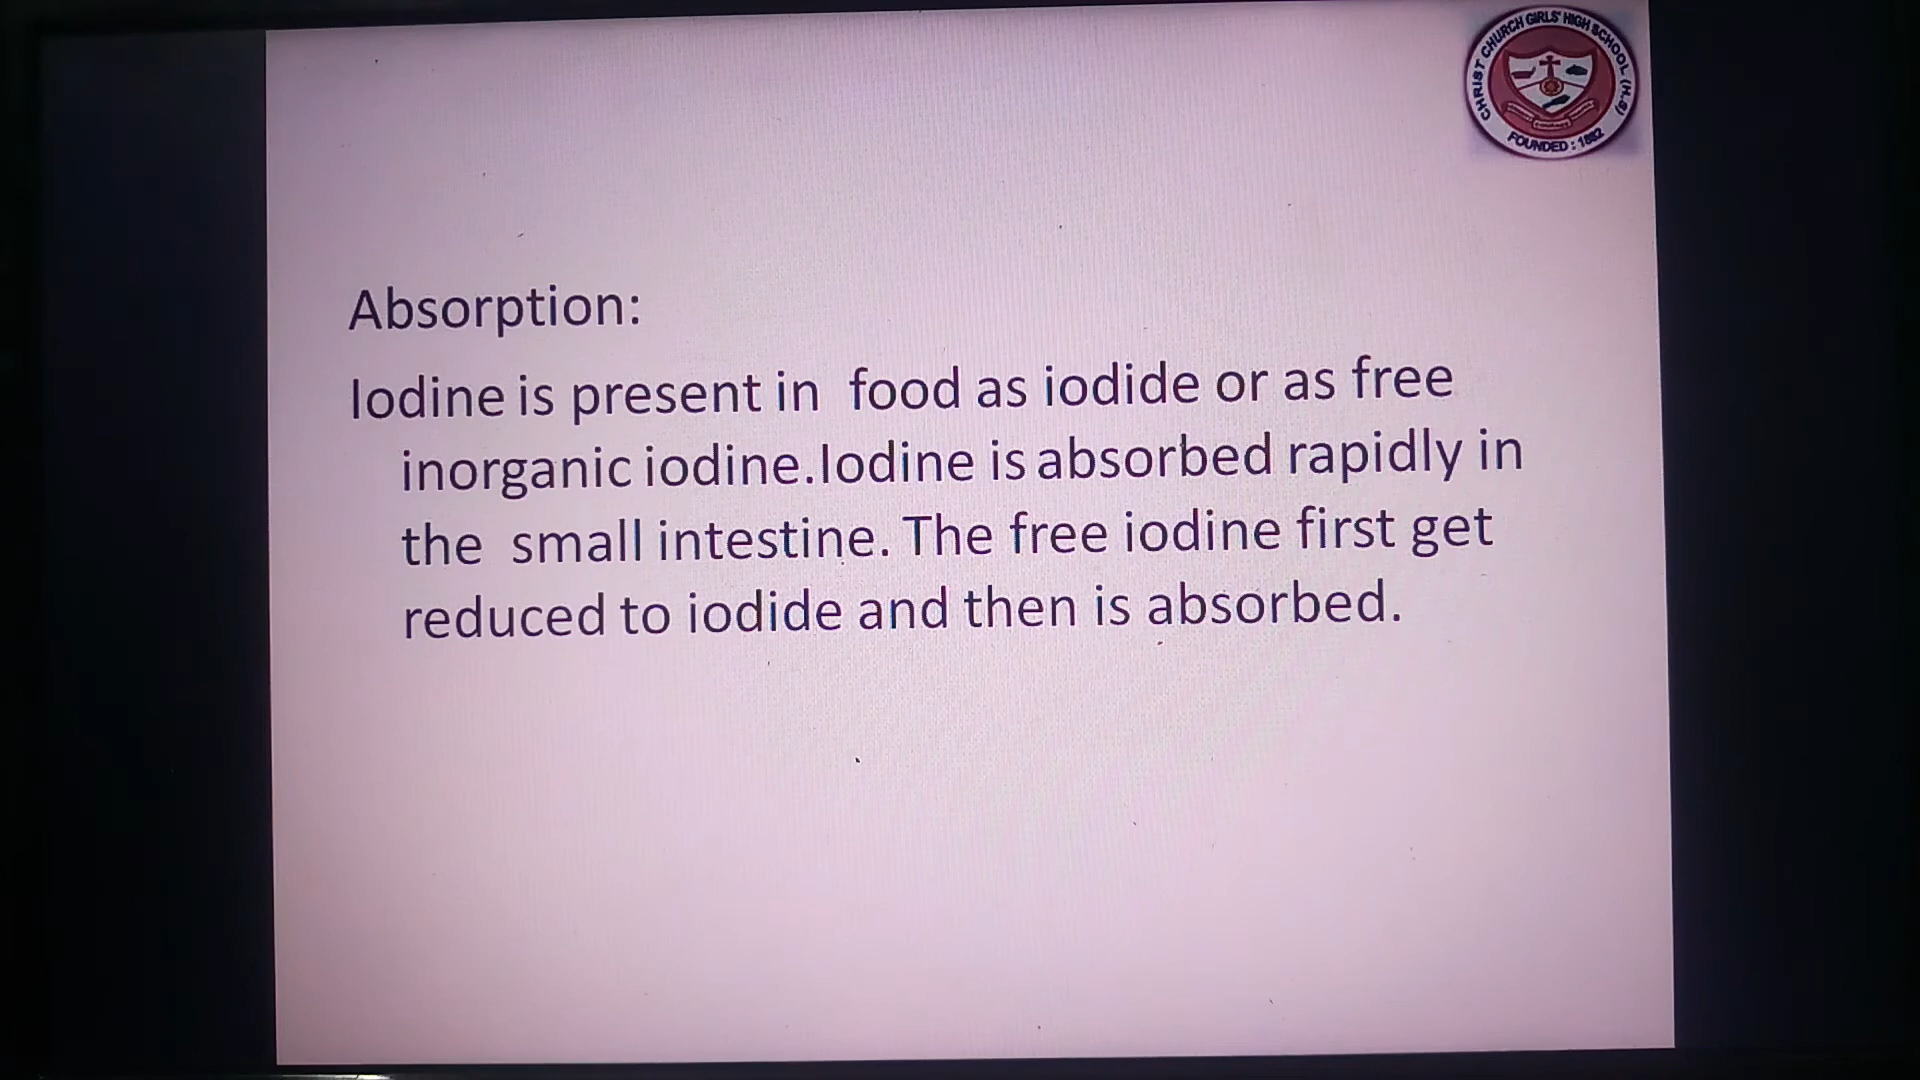 CHRIST CHURCH GIRLS' HIGH SCHOOL (H.S)
FOUNDED : 1882
Absorption:
Iodine is present in food as iodide or as free
inorganic iodine.Iodine is absorbed rapidly in
the small intestine. The free iodine first get
reduced to iodide and then is absorbed.